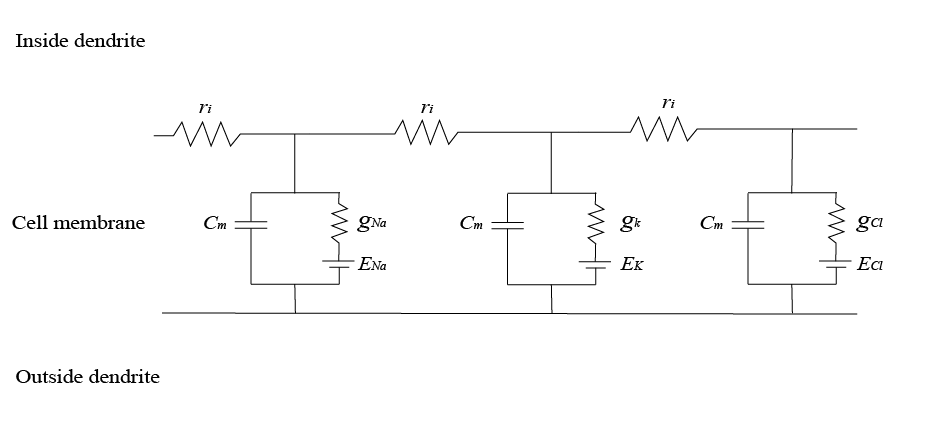 Inside dendrite
ri ri ri
Cell membrane Cm gNa Cm gk Cm gCl
ENa EK ECl
Outside dendrite